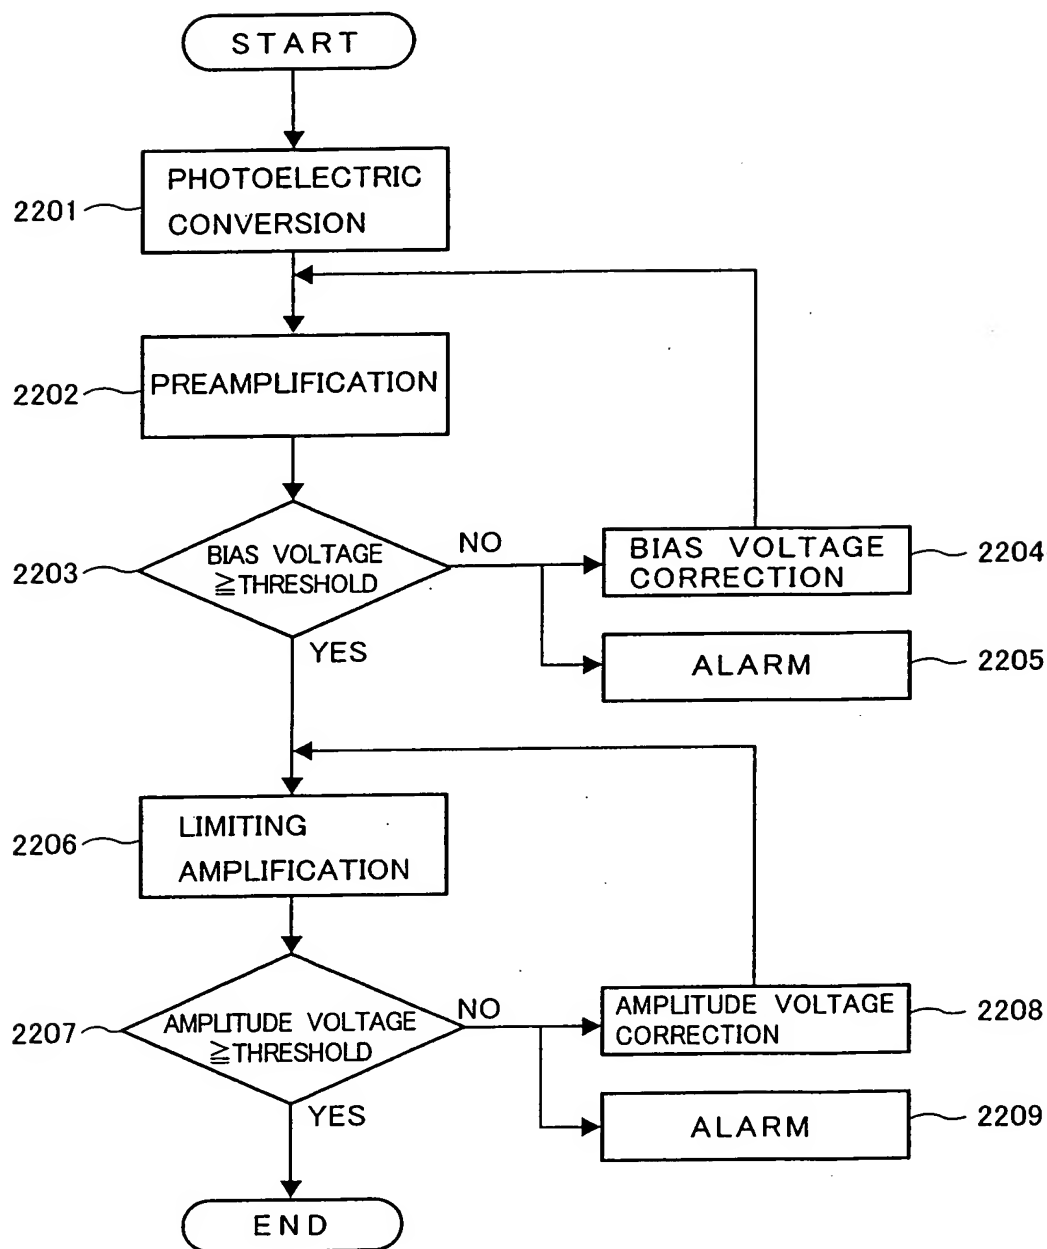 START
2201
PHOTOELECTRIC
CONVERSION
2202
PREAMPLIFICATION
2203
BIAS VOLTAGE
≧THRESHOLD
NO
BIAS VOLTAGE
CORRECTION
2204
YES
ALARM
2205
2206
LIMITING
AMPLIFICATION
2207
AMPLITUDE VOLTAGE
≧THRESHOLD
NO
AMPLITUDE VOLTAGE
CORRECTION
2208
YES
ALARM
2209
END